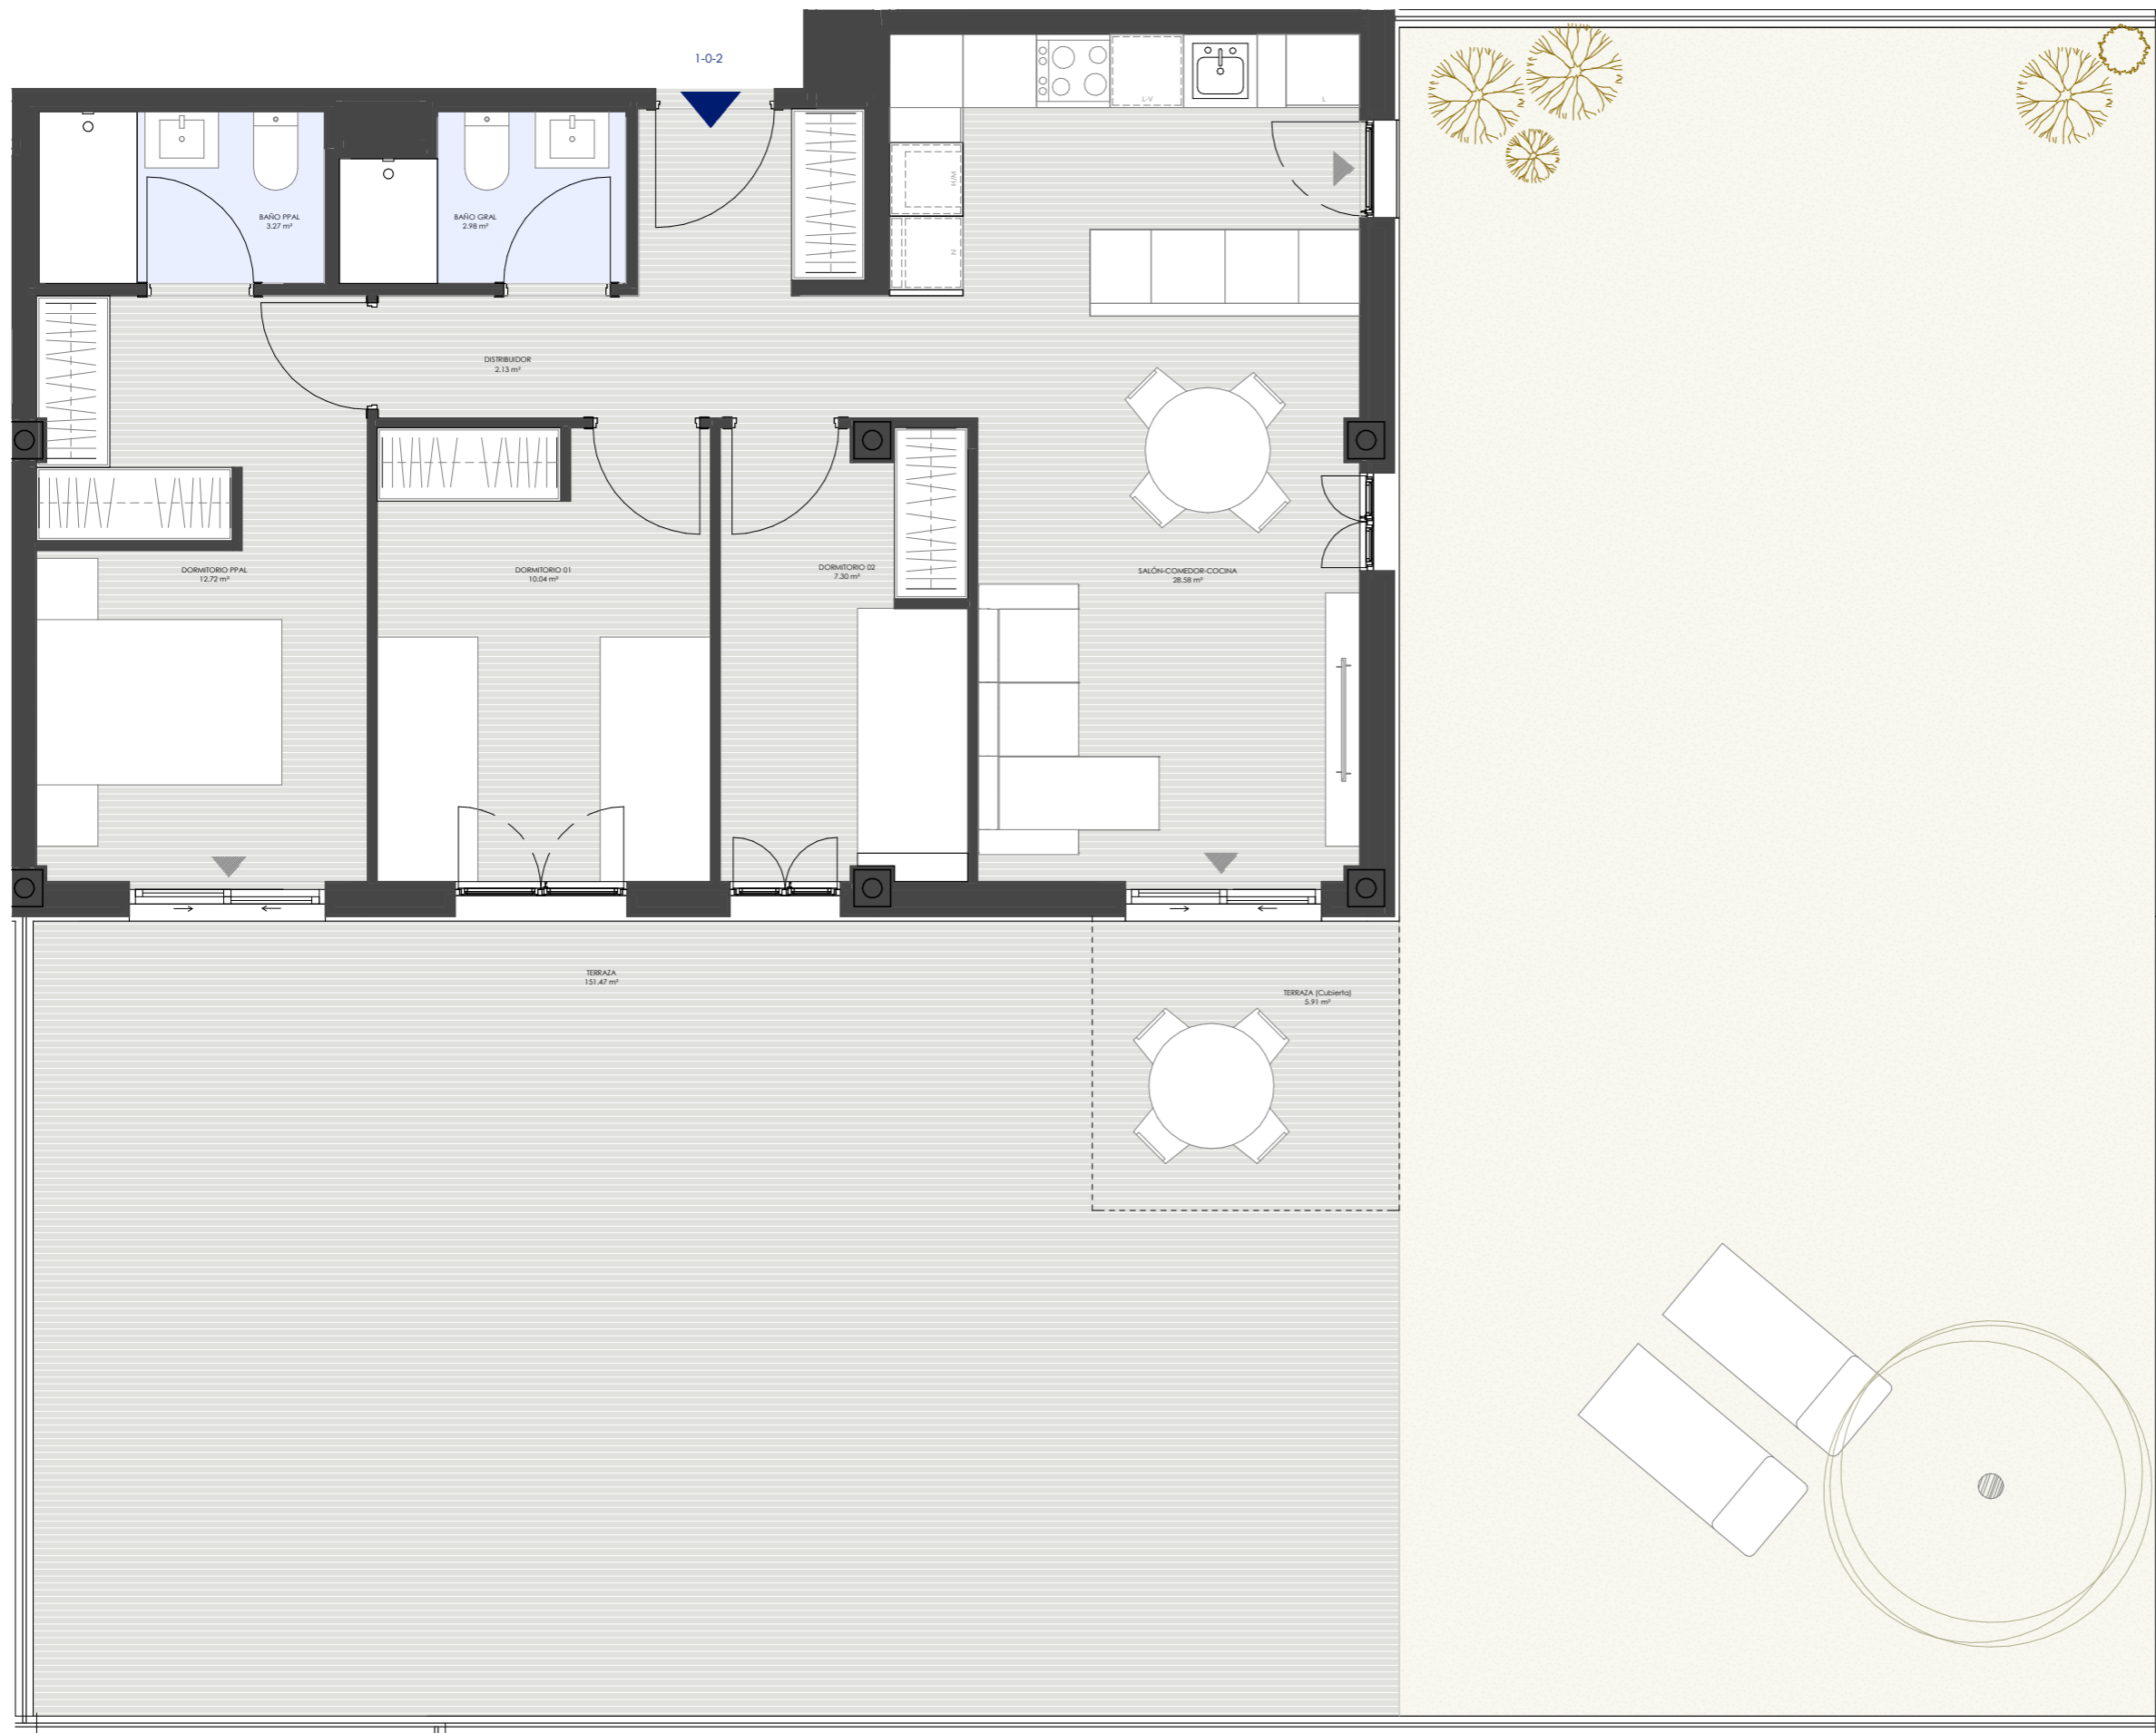 1-0-2
L-V
L
H/M
N
BAÑO PPAL
3.27 m²
BAÑO GRAL
2.98 m²
DISTRIBUIDOR
2.13 m²
DORMITORIO PPAL
12.72 m²
DORMITORIO 01
10.04 m²
DORMITORIO 02
7.30 m²
SALÓN-COMEDOR-COCINA
28.58 m²
TERRAZA
151.47 m²
TERRAZA (Cubierta)
5.91 m²